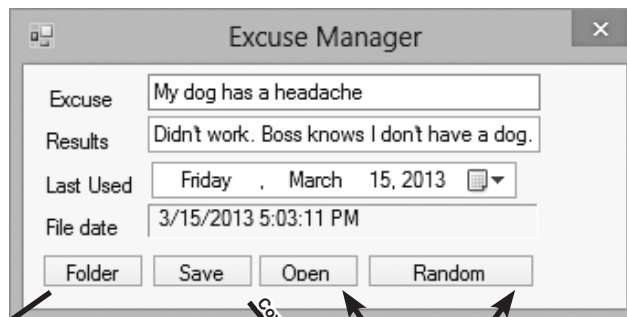 Excuse Manager
Excuse My dog has a headache
Results Didn't work. Boss knows I don't have a dog.
Last Used Friday , March 15, 2013
File date 3/15/2013 5:03:11 PM
Folder Save Open Random